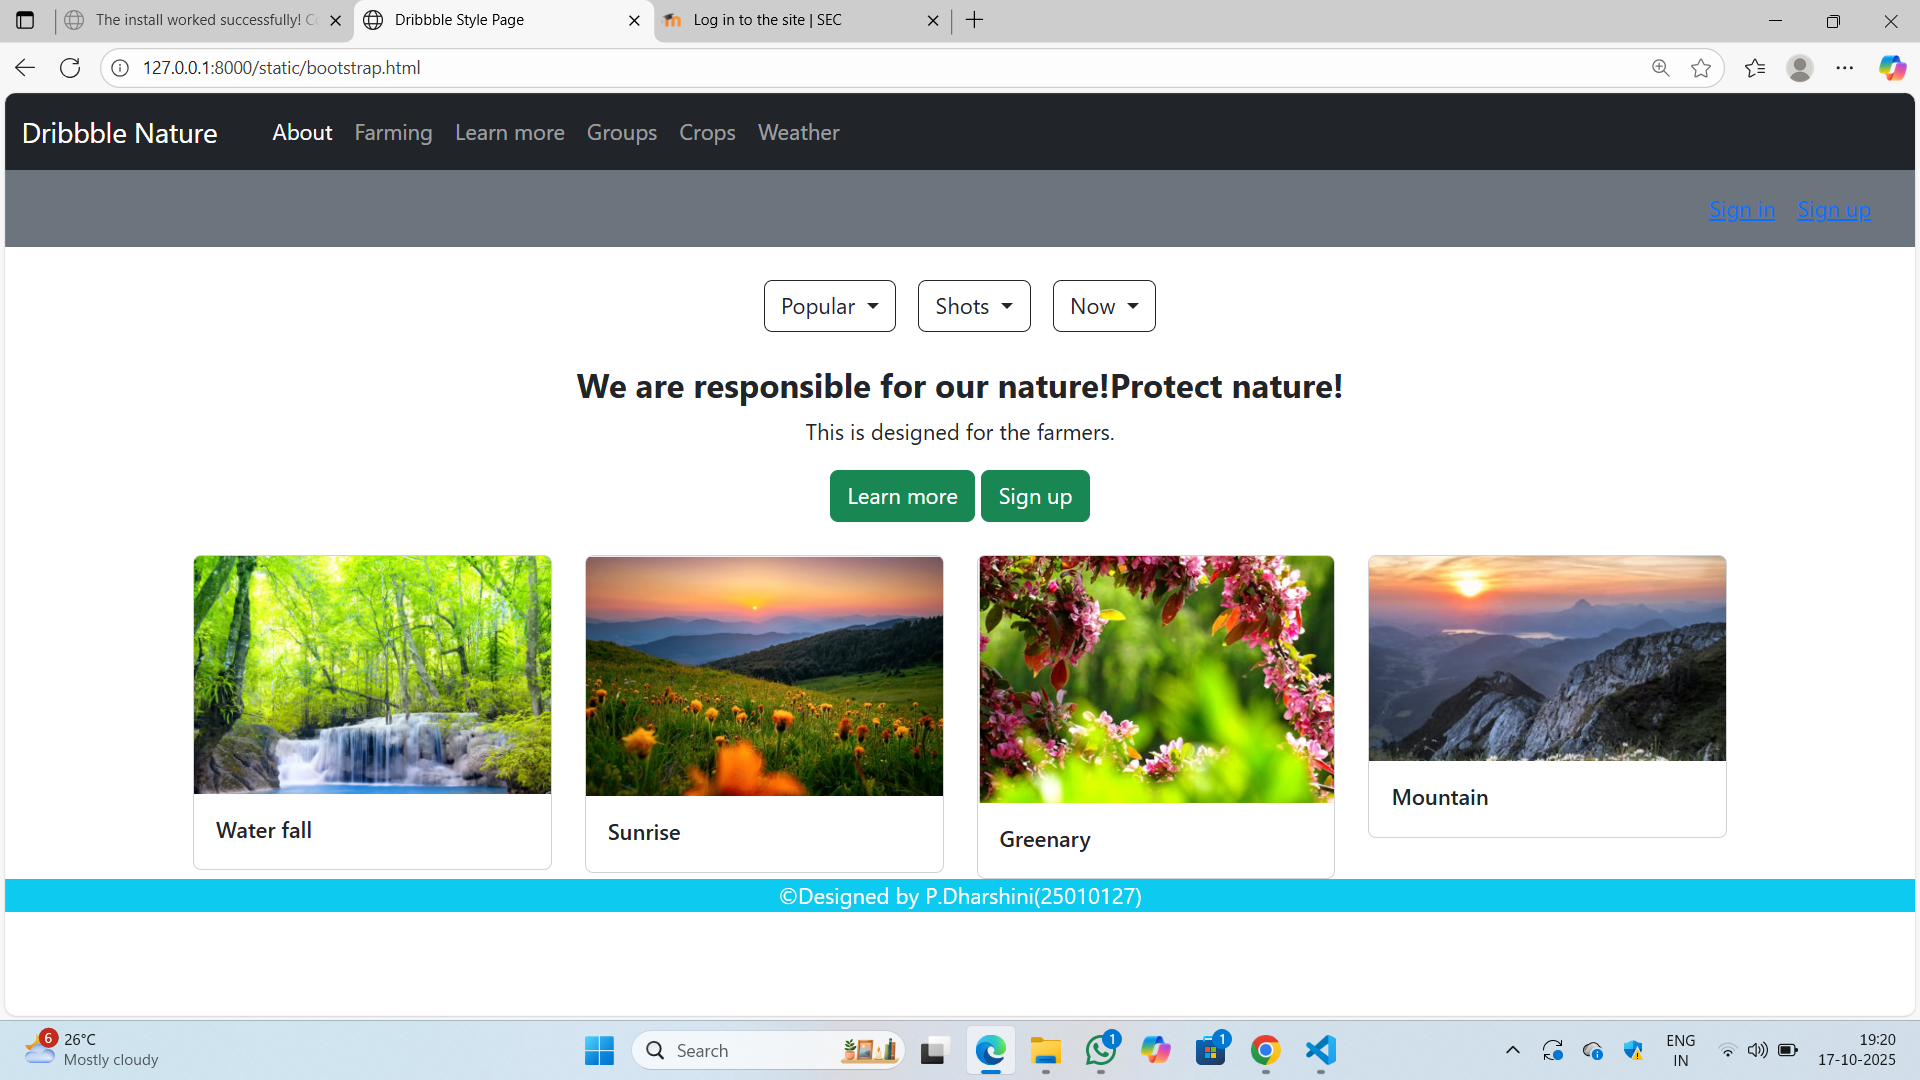 The install worked successfully! Co
Dribbble Style Page
Log in to the site | SEC
127.0.0.1:8000/static/bootstrap.html
Dribbble Nature About Farming Learn more Groups Crops Weather
Sign in Sign up
Popular Shots Now
We are responsible for our nature!Protect nature!
This is designed for the farmers.
Learn more Sign up
Water fall
Sunrise
Greenary
Mountain
©Designed by P.Dharshini(25010127)
6
26°C
Mostly cloudy
Search
1
1
ENG
IN
19:20
17-10-2025